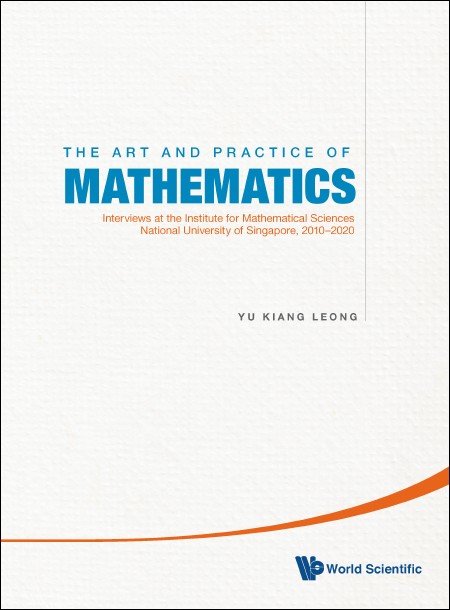 THE ART AND PRACTICE OF
MATHEMATICS
Interviews at the Institute for Mathematical Sciences
National University of Singapore, 2010–2020
YU KIANG LEONG
World Scientific